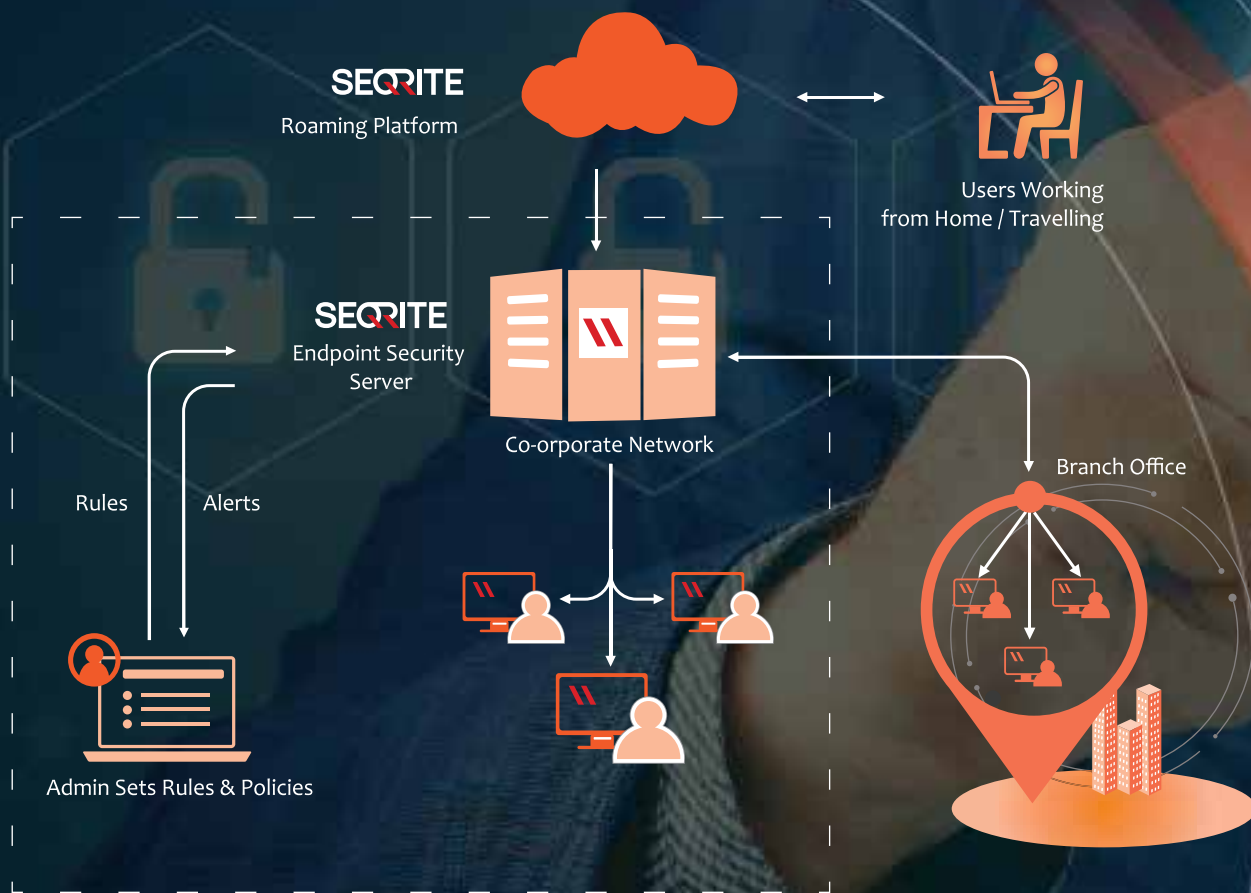 SEQRITE
Roaming Platform
Users Working
from Home / Travelling
SEQRITE
Endpoint Security
Server
Co-orporate Network
Branch Office
Rules
Alerts
Admin Sets Rules & Policies